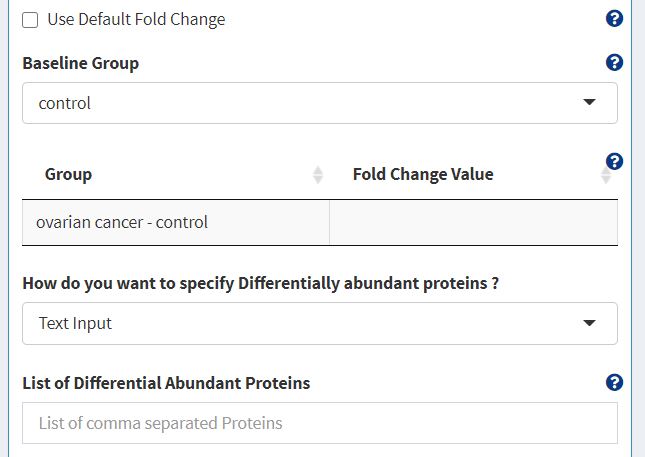 Use Default Fold Change
?
Baseline Group
?
control
?
Group
Fold Change Value
ovarian cancer - control
How do you want to specify Differentially abundant proteins ?
Text Input
List of Differential Abundant Proteins
?
List of comma separated Proteins